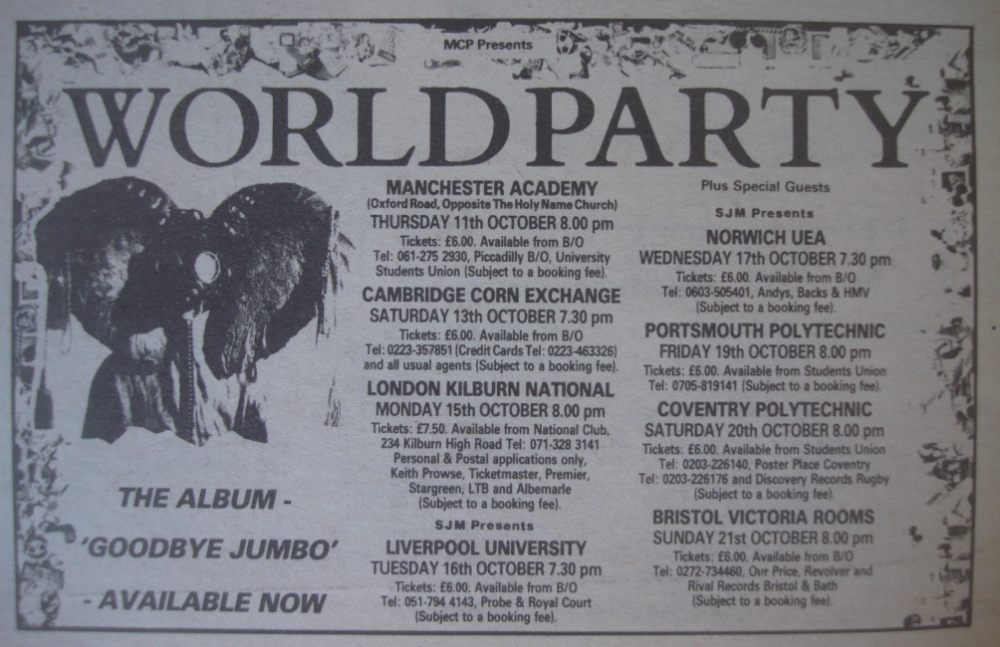 MCP Presents
WORLD PARTY
MANCHESTER ACADEMY
(Oxford Road, Opposite The Holy Name Church)
THURSDAY 11th OCTOBER 8.00 pm
Tickets: £6.00. Available from B/O
Tel: 061-275 2930, Piccadilly B/O, University
Students Union (Subject to a booking fee).
CAMBRIDGE CORN EXCHANGE
SATURDAY 13th OCTOBER 7.30 pm
Tickets: £6.00. Available from B/O
Tel: 0223-357851 (Credit Cards Tel: 0223-463326)
and all usual agents (Subject to a booking fee).
LONDON KILBURN NATIONAL
MONDAY 15th OCTOBER 8.00 pm
Tickets: £7.50. Available from National Club,
234 Kilburn High Road Tel: 071-328 3141
Personal & Postal applications only,
Keith Prowse, Ticketmaster, Premier,
Stargreen, LTB and Albemarle
(Subject to a booking fee).
SJM Presents
LIVERPOOL UNIVERSITY
TUESDAY 16th OCTOBER 7.30 pm
Tickets: £6.00. Available from B/O
Tel: 051-794 4143, Probe & Royal Court
(Subject to a booking fee).
Plus Special Guests
SJM Presents
NORWICH UEA
WEDNESDAY 17th OCTOBER 7.30 pm
Tickets: £6.00. Available from B/O
Tel: 0603-505401, Andys, Backs & HMV
(Subject to a booking fee).
PORTSMOUTH POLYTECHNIC
FRIDAY 19th OCTOBER 8.00 pm
Tickets: £6.00. Available from Students Union
Tel: 0705-819141 (Subject to a booking fee).
COVENTRY POLYTECHNIC
SATURDAY 20th OCTOBER 8.00 pm
Tickets: £6.00. Available from Students Union
Tel: 0203-226140, Poster Place Coventry
Tel: 0203-226176 and Discovery Records Rugby
(Subject to a booking fee).
BRISTOL VICTORIA ROOMS
SUNDAY 21st OCTOBER 8.00 pm
Tickets: £6.00. Available from B/O
Tel: 0272-734460, Our Price, Revolver and
Rival Records Bristol & Bath
(Subject to a booking fee).
THE ALBUM -
'GOODBYE JUMBO'
- AVAILABLE NOW